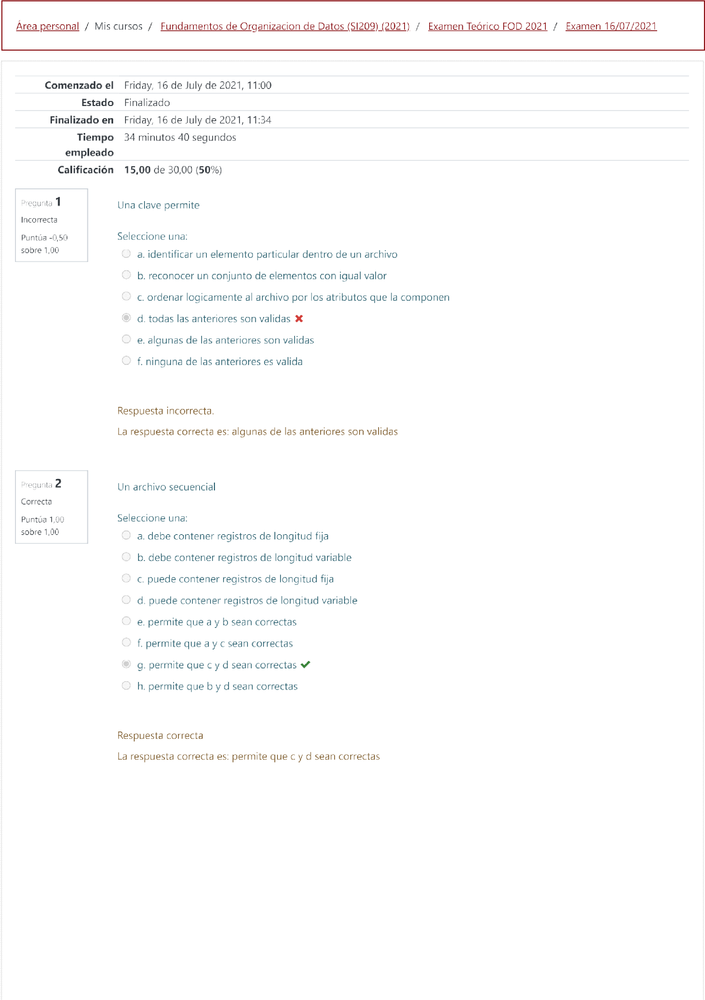 Área personal / Mis cursos / Fundamentos de Organizacion de Datos (SI209) (2021) / Examen Teórico FOD 2021 / Examen 16/07/2021
Comenzado el Friday, 16 de July de 2021, 11:00
Estado Finalizado
Finalizado en Friday, 16 de July de 2021, 11:34
Tiempo empleado 34 minutos 40 segundos
Calificación 15,00 de 30,00 (50%)
Pregunta 1
Incorrecta
Puntúa -0,50
sobre 1,00
Una clave permite
Seleccione una:
a. identificar un elemento particular dentro de un archivo
b. reconocer un conjunto de elementos con igual valor
c. ordenar logicamente al archivo por los atributos que la componen
d. todas las anteriores son validas
e. algunas de las anteriores son validas
f. ninguna de las anteriores es valida
Respuesta incorrecta.
La respuesta correcta es: algunas de las anteriores son validas
Pregunta 2
Correcta
Puntúa 1,00
sobre 1,00
Un archivo secuencial
Seleccione una:
a. debe contener registros de longitud fija
b. debe contener registros de longitud variable
c. puede contener registros de longitud fija
d. puede contener registros de longitud variable
e. permite que a y b sean correctas
f. permite que a y c sean correctas
g. permite que c y d sean correctas
h. permite que b y d sean correctas
Respuesta correcta
La respuesta correcta es: permite que c y d sean correctas